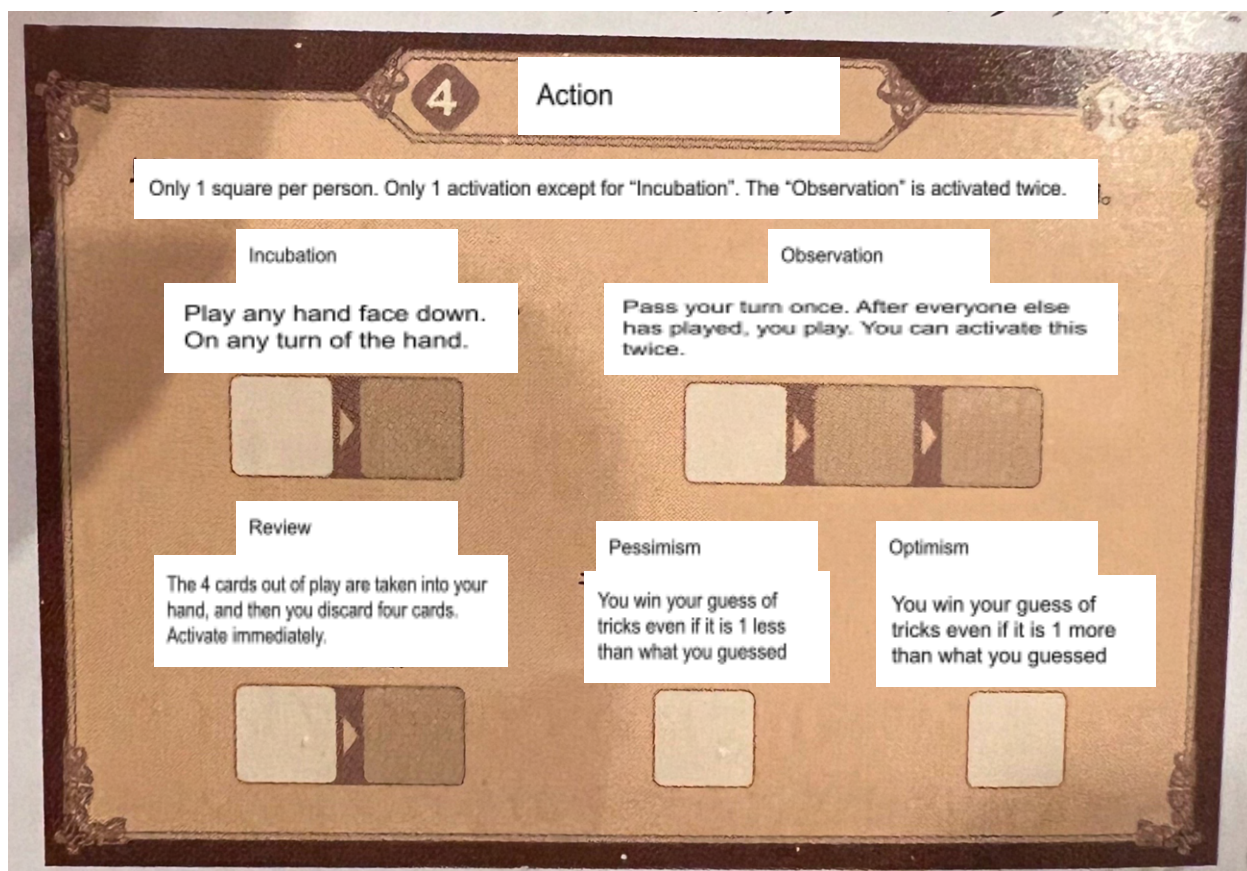 4
Action
1
Only 1 square per person. Only 1 activation except for “Incubation”. The “Observation” is activated twice.
Incubation
Play any hand face down.
On any turn of the hand.
Observation
Pass your turn once. After everyone else
has played, you play. You can activate this
twice.
Review
The 4 cards out of play are taken into your
hand, and then you discard four cards.
Activate immediately.
Pessimism
You win your guess of
tricks even if it is 1 less
than what you guessed
Optimism
You win your guess of
tricks even if it is 1 more
than what you guessed